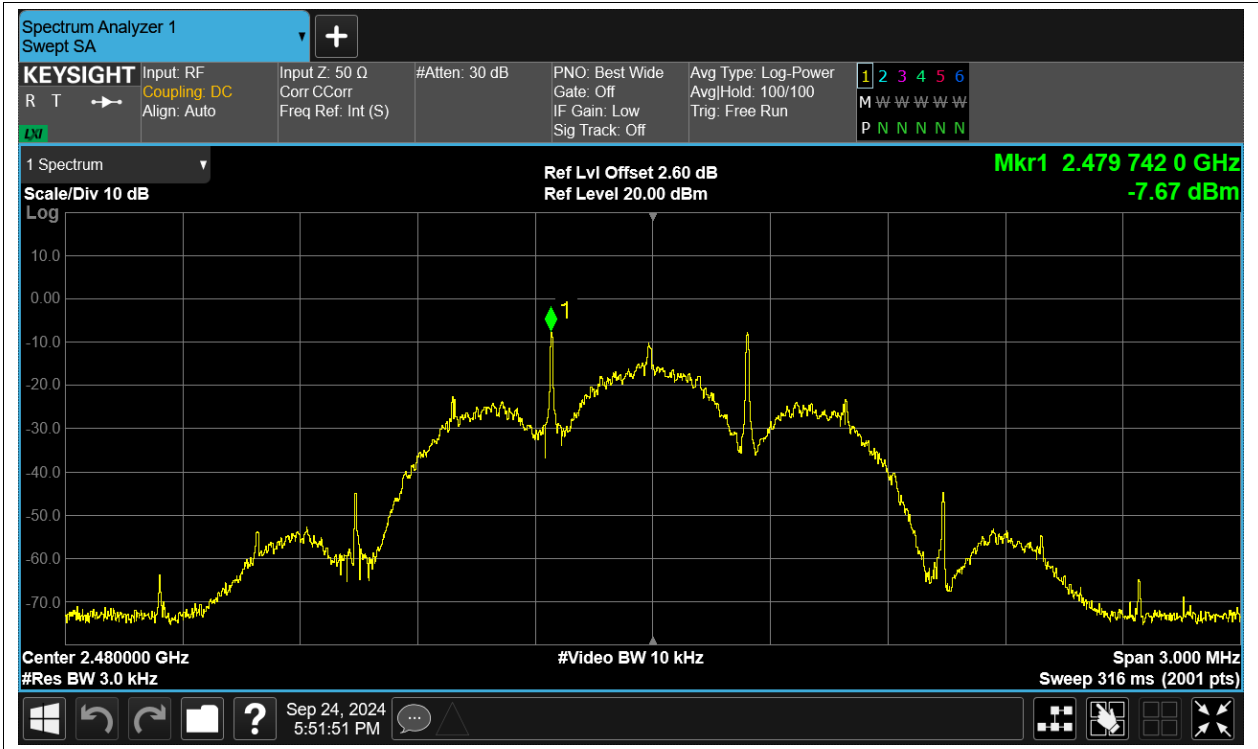 Spectrum Analyzer 1
Swept SA
+
KEYSIGHT
R T
LXI
Input: RF
Coupling: DC
Align: Auto
Input Z: 50 Ω
Corr CCorr
Freq Ref: Int (S)
#Atten: 30 dB
PNO: Best Wide
Gate: Off
IF Gain: Low
Sig Track: Off
Avg Type: Log-Power
Avg|Hold: 100/100
Trig: Free Run
1 2 3 4 5 6
M W W W W W
P N N N N N
1 Spectrum
Scale/Div 10 dB
Log
Ref Lvl Offset 2.60 dB
Ref Level 20.00 dBm
Mkr1 2.479 742 0 GHz
-7.67 dBm
10.0
0.00
1
-10.0
-20.0
-30.0
-40.0
-50.0
-60.0
-70.0
Center 2.480000 GHz
#Res BW 3.0 kHz
#Video BW 10 kHz
Span 3.000 MHz
Sweep 316 ms (2001 pts)
?
Sep 24, 2024
5:51:51 PM